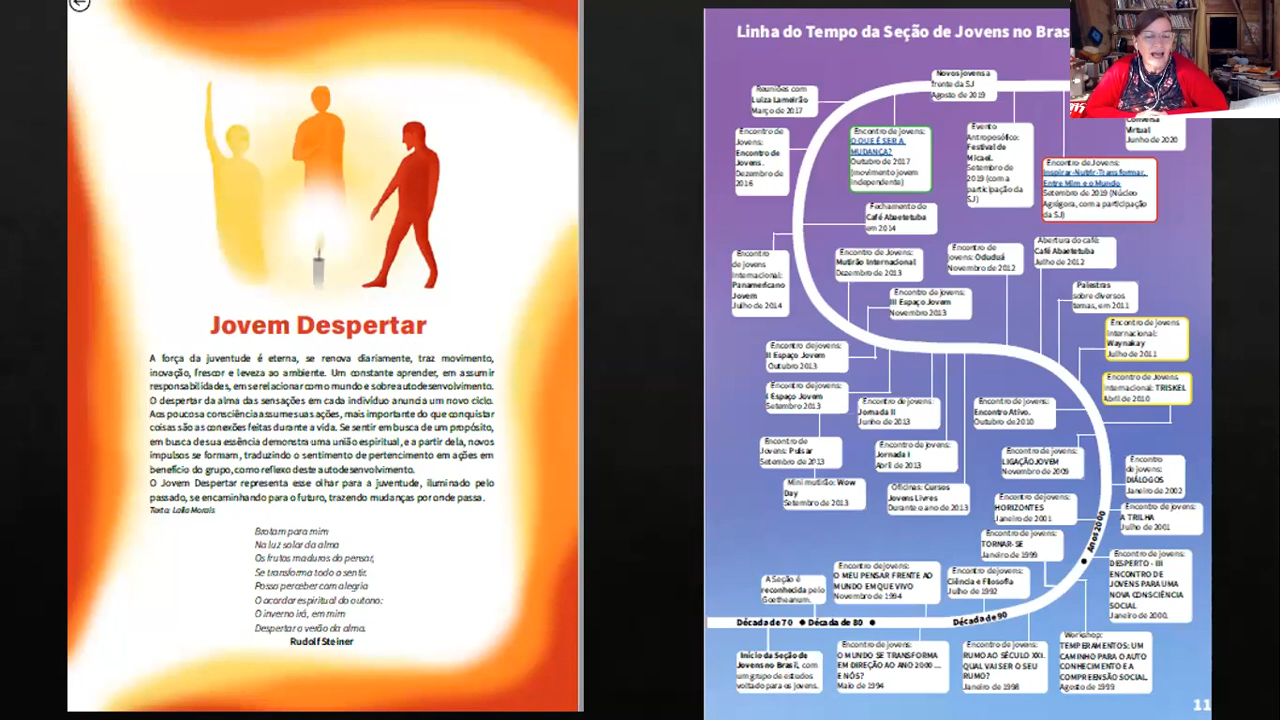 Jovem Despertar
A força da juventude é eterna, se renova diariamente, traz movimento,
inovação, frescor e leveza ao ambiente. Um constante aprender, em assumir
responsabilidades, em se relacionar com o mundo e sobre autodesenvolvimento.
O despertar da alma das sensações em cada indivíduo anuncia um novo ciclo.
Aos poucos a consciência assume suas ações, mais importante do que conquistar
coisas são as conexões feitas durante a vida. Se sentir em busca de um propósito,
em busca de sua essência demonstra uma união espiritual, e a partir dela, novos
impulsos se formam, traduzindo o sentimento de pertencimento em ações em
benefício do grupo, como reflexo deste autodesenvolvimento.
O Jovem Despertar representa esse olhar para a juventude, iluminado pelo
passado, se encaminhando para o futuro, trazendo mudanças por onde passa.
Texto: Laila Morais
Brotam para mim
Na luz solar da alma
Os frutos maduros do pensar,
Se transforma todo o sentir.
Posso perceber com alegria
O acordar espiritual do outono:
O inverno irá, em mim
Despertar o verão da alma.
Rudolf Steiner
Linha do Tempo da Seção de Jovens no Bras
Novos jovens a
frente da SJ
Agosto de 2019
Reuniões com
Luiza Lameirão
Março de 2017
Encontro de
Jovens:
Encontro de
Jovens.
Dezembro de
2016
Encontro de jovens:
O QUE É SER A
MUDANÇA?
Outubro de 2017
(movimento jovem
independente)
Evento
Antroposófico:
Festival de
Micael.
Setembro de
2019 (com a
participação da
SJ)
Conversa
Virtual
Junho de 2020
Encontro de Jovens:
Inspirar-Nutrir-Transformar.
Entre Mim e o Mundo
Setembro de 2019 (Núcleo
Agrágora, com a participação
da SJ)
Fechamento do
Café Abaetetuba
em 2014
Encontro
de jovens
Internacional:
Panamericano
Jovem
Julho de 2014
Encontro de Jovens:
Mutirão Internacional
Dezembro de 2013
Encontro de
jovens: Oduduá
Novembro de 2012
Abertura do café:
Café Abaetetuba
Julho de 2012
Encontro de jovens:
III Espaço Jovem
Novembro 2013
Palestras
sobre diversos
temas, em 2011
Encontro de jovens
Internacional:
Waynakay
Julho de 2011
Encontro de jovens:
II Espaço Jovem
Outubro 2013
Encontro de Jovens
Internacional: TRISKEL
Abril de 2010
Encontro de jovens:
I Espaço Jovem
Setembro 2013
Encontro de jovens:
Jornada II
Junho de 2013
Encontro de jovens:
Encontro Ativo.
Outubro de 2010
Encontro de
Jovens: Pulsar
Setembro de 2013
Encontro de jovens:
Jornada I
Abril de 2013
Encontro de jovens:
LIGAÇÃO JOVEM
Novembro de 2009
Encontro
de jovens:
DIÁLOGOS
Janeiro de 2002
Mini mutirão: Wow
Day
Setembro de 2013
Oficinas: Cursos
Jovens Livres
Durante o ano de 2013
Encontro de jovens:
HORIZONTES
Janeiro de 2001
Encontro de jovens:
A TRILHA
Julho de 2001
Anos 2000
Encontro de jovens:
TORNAR-SE
Janeiro de 1999
Encontro de jovens:
DESPERTO - III
ENCONTRO DE
JOVENS PARA UMA
NOVA CONSCIÊNCIA
SOCIAL
Janeiro de 2000.
A Seção é
reconhecida pelo
Goetheanum.
Encontro de jovens:
O MEU PENSAR FRENTE AO
MUNDO EM QUE VIVO
Novembro de 1994
Encontro de jovens:
Ciência e Filosofia
Julho de 1992
Década de 70 Década de 80
Década de 90
Início da Seção de
Jovens no Brasil, com
um grupo de estudos
voltado para os jovens.
Encontro de jovens:
O MUNDO SE TRANSFORMA
EM DIREÇÃO AO ANO 2000 ...
E NÓS?
Maio de 1994
Encontro de jovens:
RUMO AO SÉCULO XXI.
QUAL VAI SER O SEU
RUMO?
Janeiro de 1998
Workshop:
TEMPERAMENTOS: UM
CAMINHO PARA O AUTO
CONHECIMENTO E A
COMPREENSÃO SOCIAL.
Agosto de 1999
11